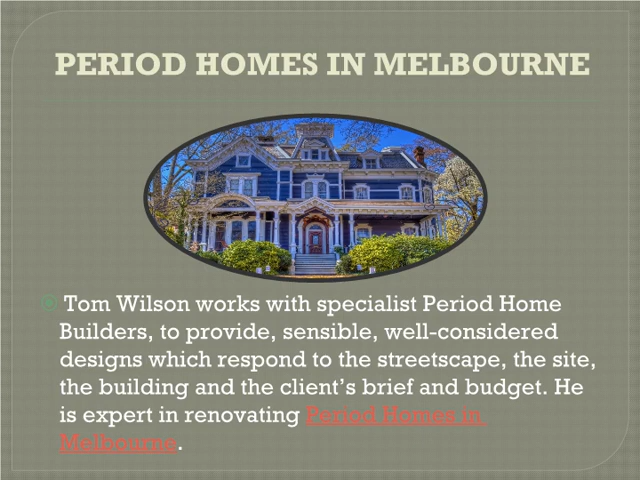 PERIOD HOMES IN MELBOURNE
Tom Wilson works with specialist Period Home
Builders, to provide, sensible, well-considered
designs which respond to the streetscape, the site,
the building and the client’s brief and budget. He
is expert in renovating Period Homes in
Melbourne.